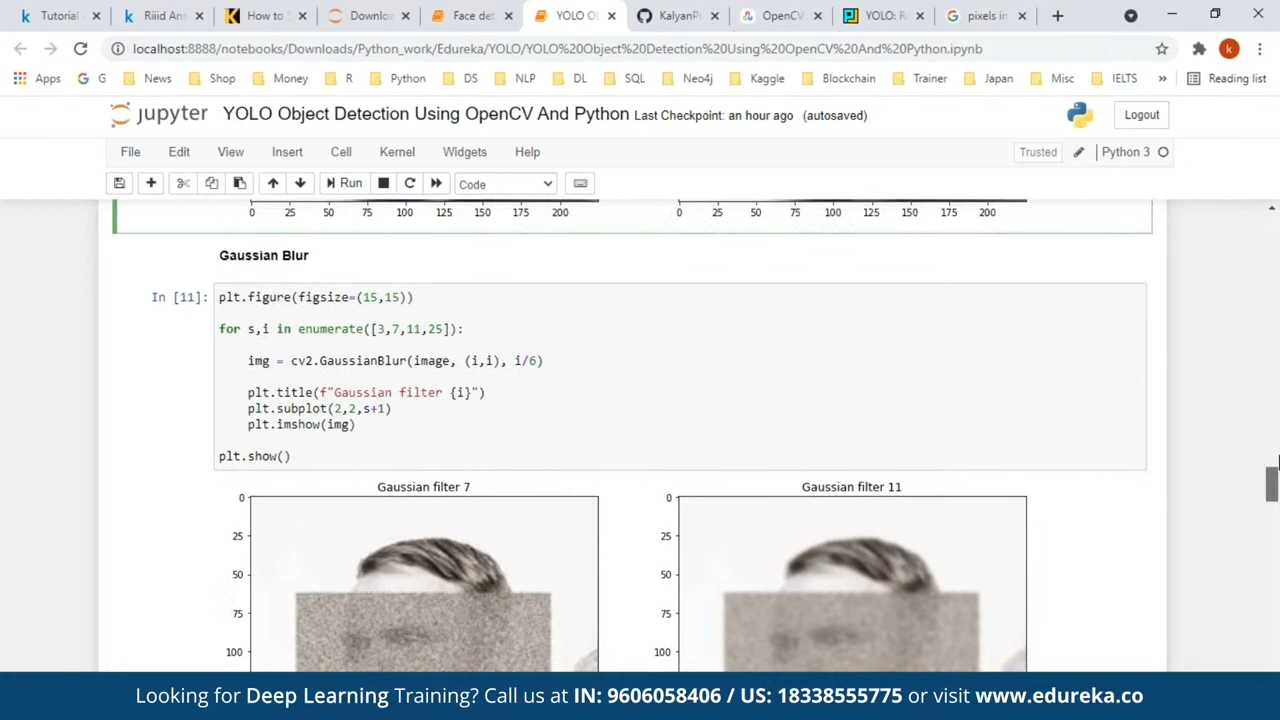 Tutorial
Riiid Ans
How to
Downloa
Face det
YOLO O
KalyanP
OpenCV
YOLO: R
pixels in
localhost:8888/notebooks/Downloads/Python_work/Edureka/YOLO/YOLO%20Object%20Detection%20Using%20OpenCV%20And%20Python.ipynb
k
Apps G News Shop Money R Python DS NLP DL SQL Neo4j Kaggle Blockchain Trainer Japan Misc IELTS » Reading list
jupyter YOLO Object Detection Using OpenCV And Python Last Checkpoint: an hour ago (autosaved)
Logout
File Edit View Insert Cell Kernel Widgets Help
Trusted Python 3
Run Code
0 25 50 75 100 125 150 175 200
0 25 50 75 100 125 150 175 200
Gaussian Blur
In [11]:
plt.figure(figsize=(15,15))
for s,i in enumerate([3,7,11,25]):
img = cv2.GaussianBlur(image, (i,i), i/6)
plt.title(f"Gaussian filter {i}")
plt.subplot(2,2,s+1)
plt.imshow(img)
plt.show()
Gaussian filter 7
Gaussian filter 11
0
25
50
75
100
0
25
50
75
100
Looking for Deep Learning Training? Call us at IN: 9606058406 / US: 18338555775 or visit www.edureka.co